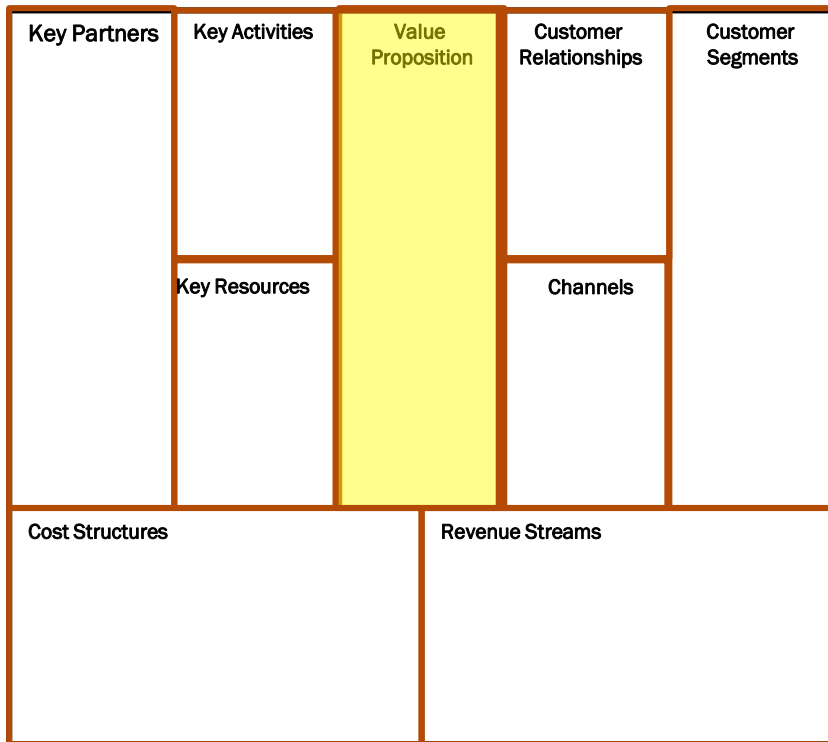 Key Partners
Key Activities
Value
Proposition
Customer
Relationships
Customer
Segments
Key Resources
Channels
Cost Structures
Revenue Streams